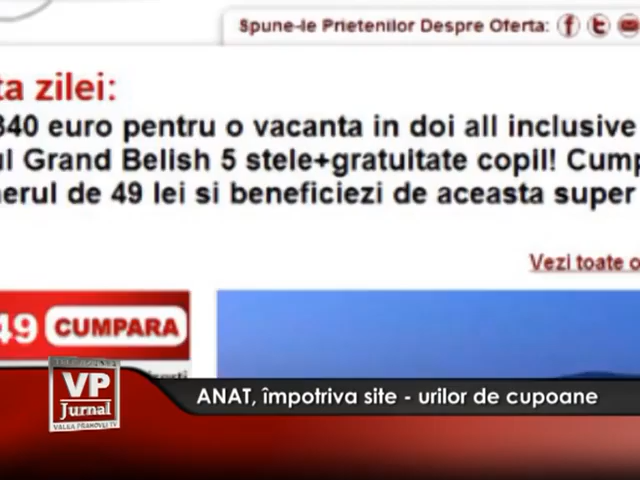 Spune-le Prietenilor Despre Oferta:
ta zilei:
340 euro pentru o vacanta in doi all inclusive
ul Grand Belish 5 stele+gratuitate copil! Cump
nerul de 49 lei si beneficiezi de aceasta super
Vezi toate o
49 CUMPARA
VP
Jurnal
VALEA PRAHOVEI TV
ANAT, împotriva site - urilor de cupoane